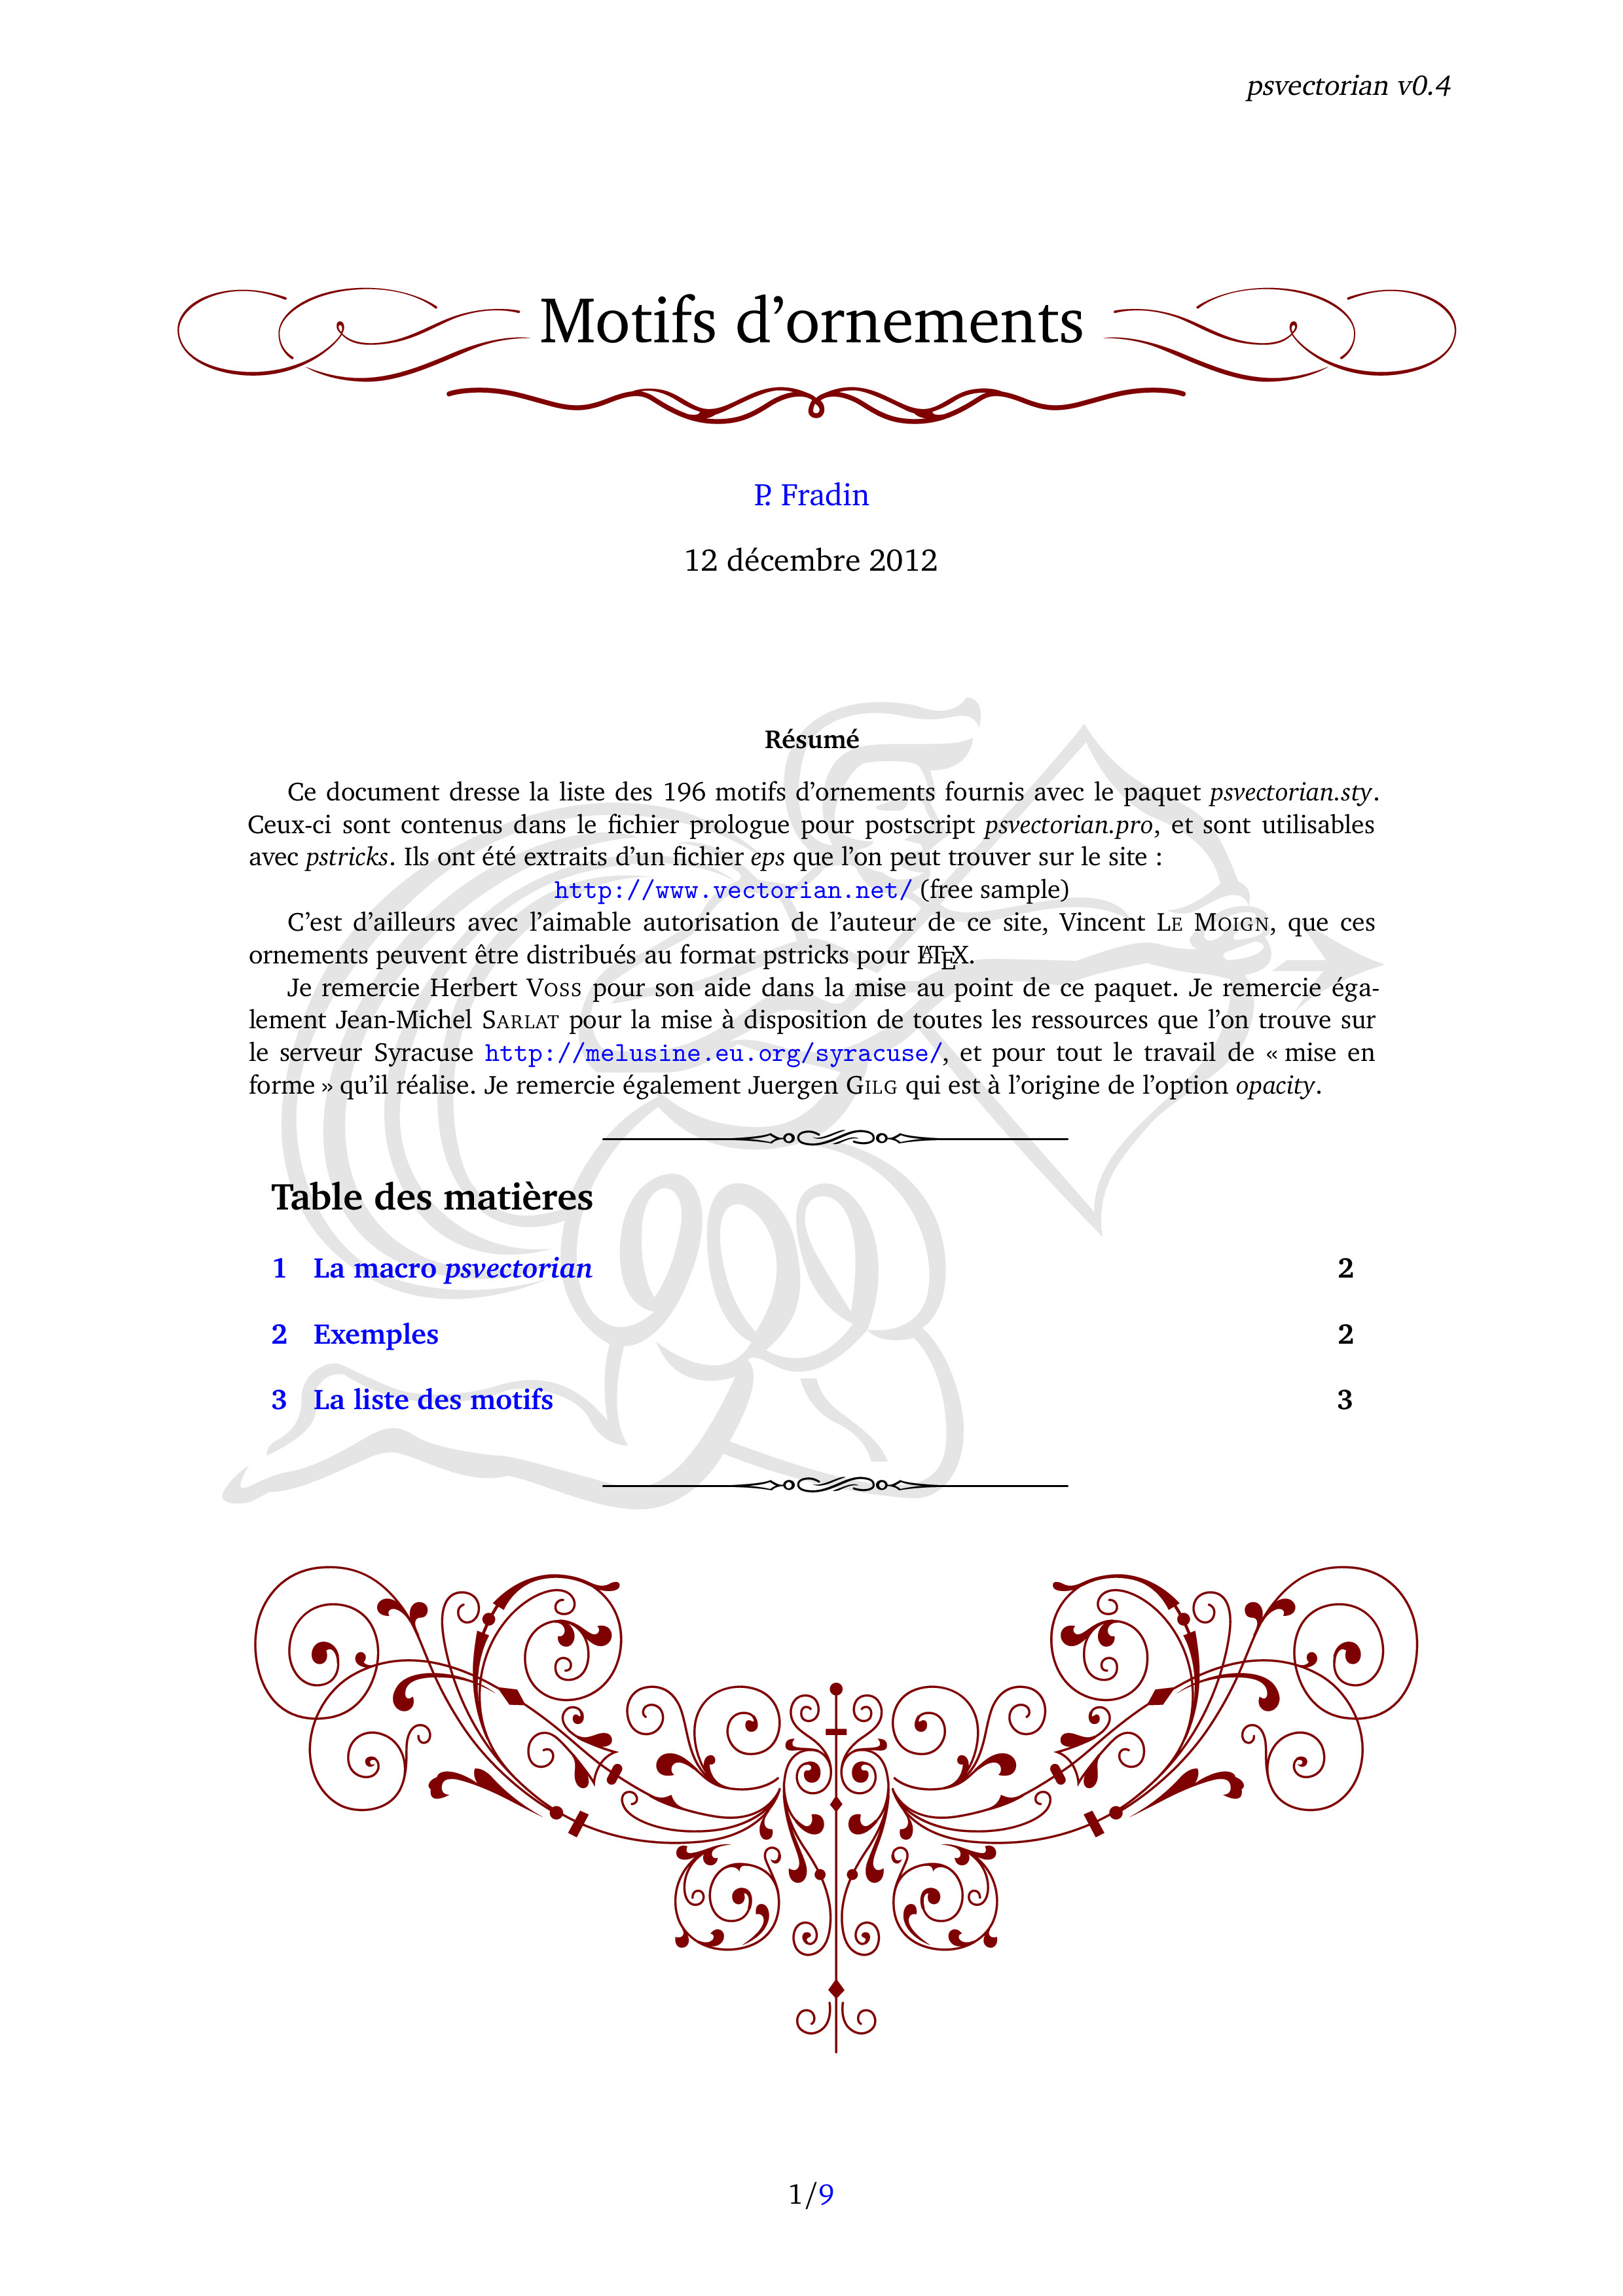 psvectorian v0.4
Motifs d’ornements
P. Fradin
12 décembre 2012
Résumé
Ce document dresse la liste des 196 motifs d’ornements fournis avec le paquet psvectorian.sty.
Ceux-ci sont contenus dans le fichier prologue pour postscript psvectorian.pro, et sont utilisables
avec pstricks. Ils ont été extraits d’un fichier eps que l’on peut trouver sur le site :
http://www.vectorian.net/ (free sample)
C’est d’ailleurs avec l’aimable autorisation de l’auteur de ce site, Vincent LE MOIGN, que ces
ornements peuvent être distribués au format pstricks pour LATEX.
Je remercie Herbert VOSS pour son aide dans la mise au point de ce paquet. Je remercie éga-
lement Jean-Michel SARLAT pour la mise à disposition de toutes les ressources que l’on trouve sur
le serveur Syracuse http://melusine.eu.org/syracuse/, et pour tout le travail de « mise en
forme » qu’il réalise. Je remercie également Juergen GILG qui est à l’origine de l’option opacity.
Table des matières
1 La macro psvectorian 2
2 Exemples 2
3 La liste des motifs 3
1/9